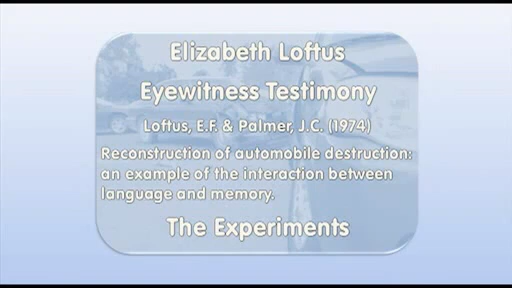 Elizabeth Loftus
Eyewitness Testimony
Loftus, E.F. & Palmer, J.C. (1974)
Reconstruction of automobile destruction:
an example of the interaction between
language and memory.
The Experiments